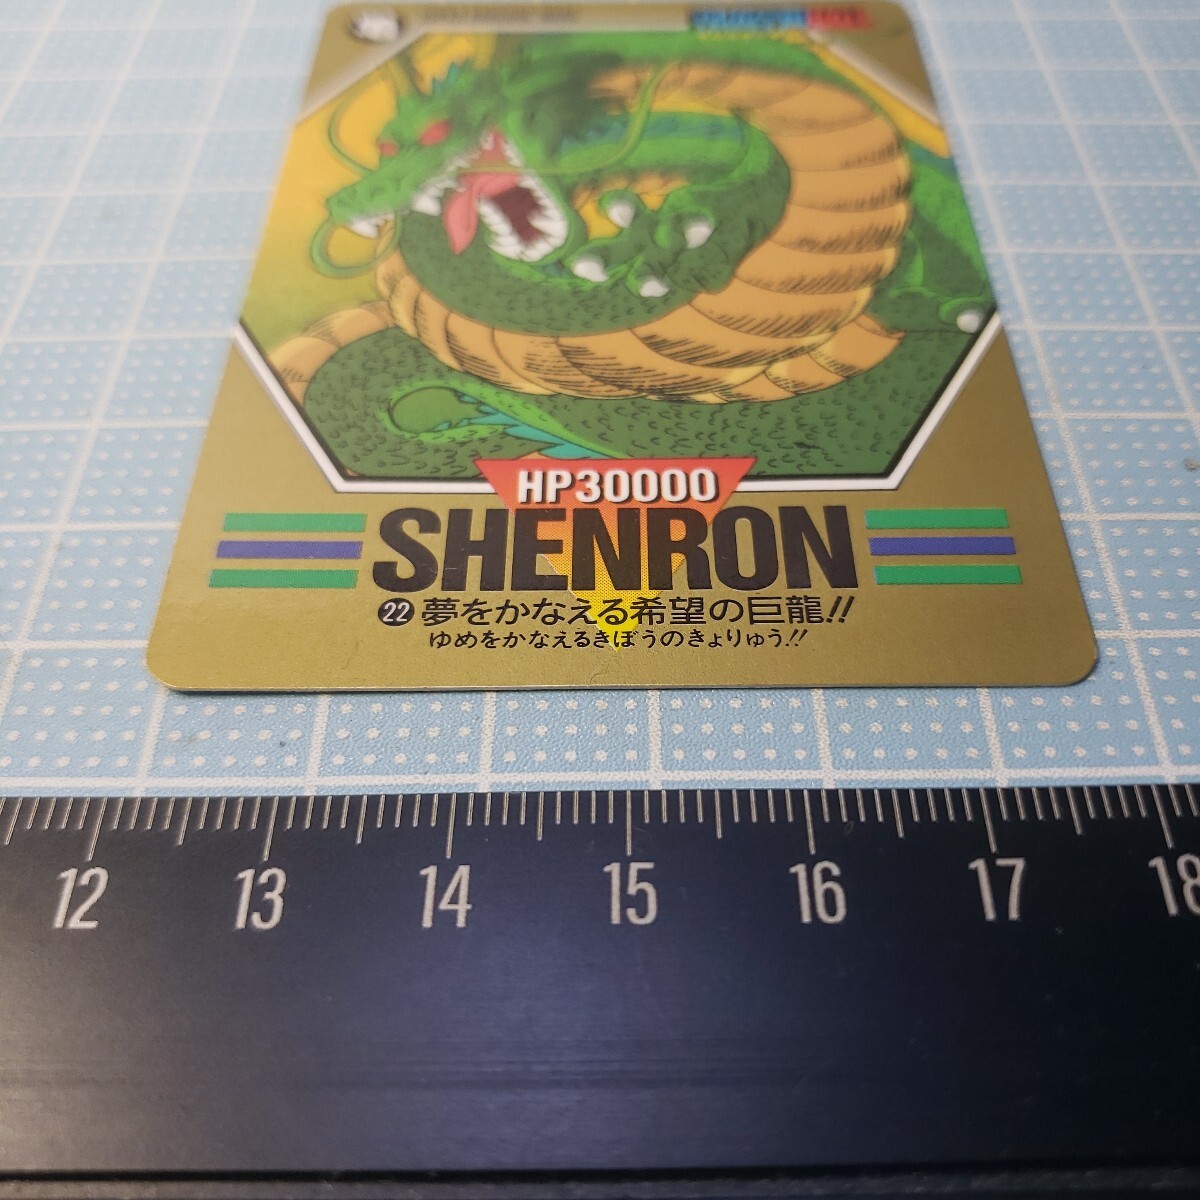 HP30000
SHENRON
22 夢をかなえる希望の巨龍!!
ゆめをかなえるきぼうのきょりゅう!!
12 13 14 15 16 17 18